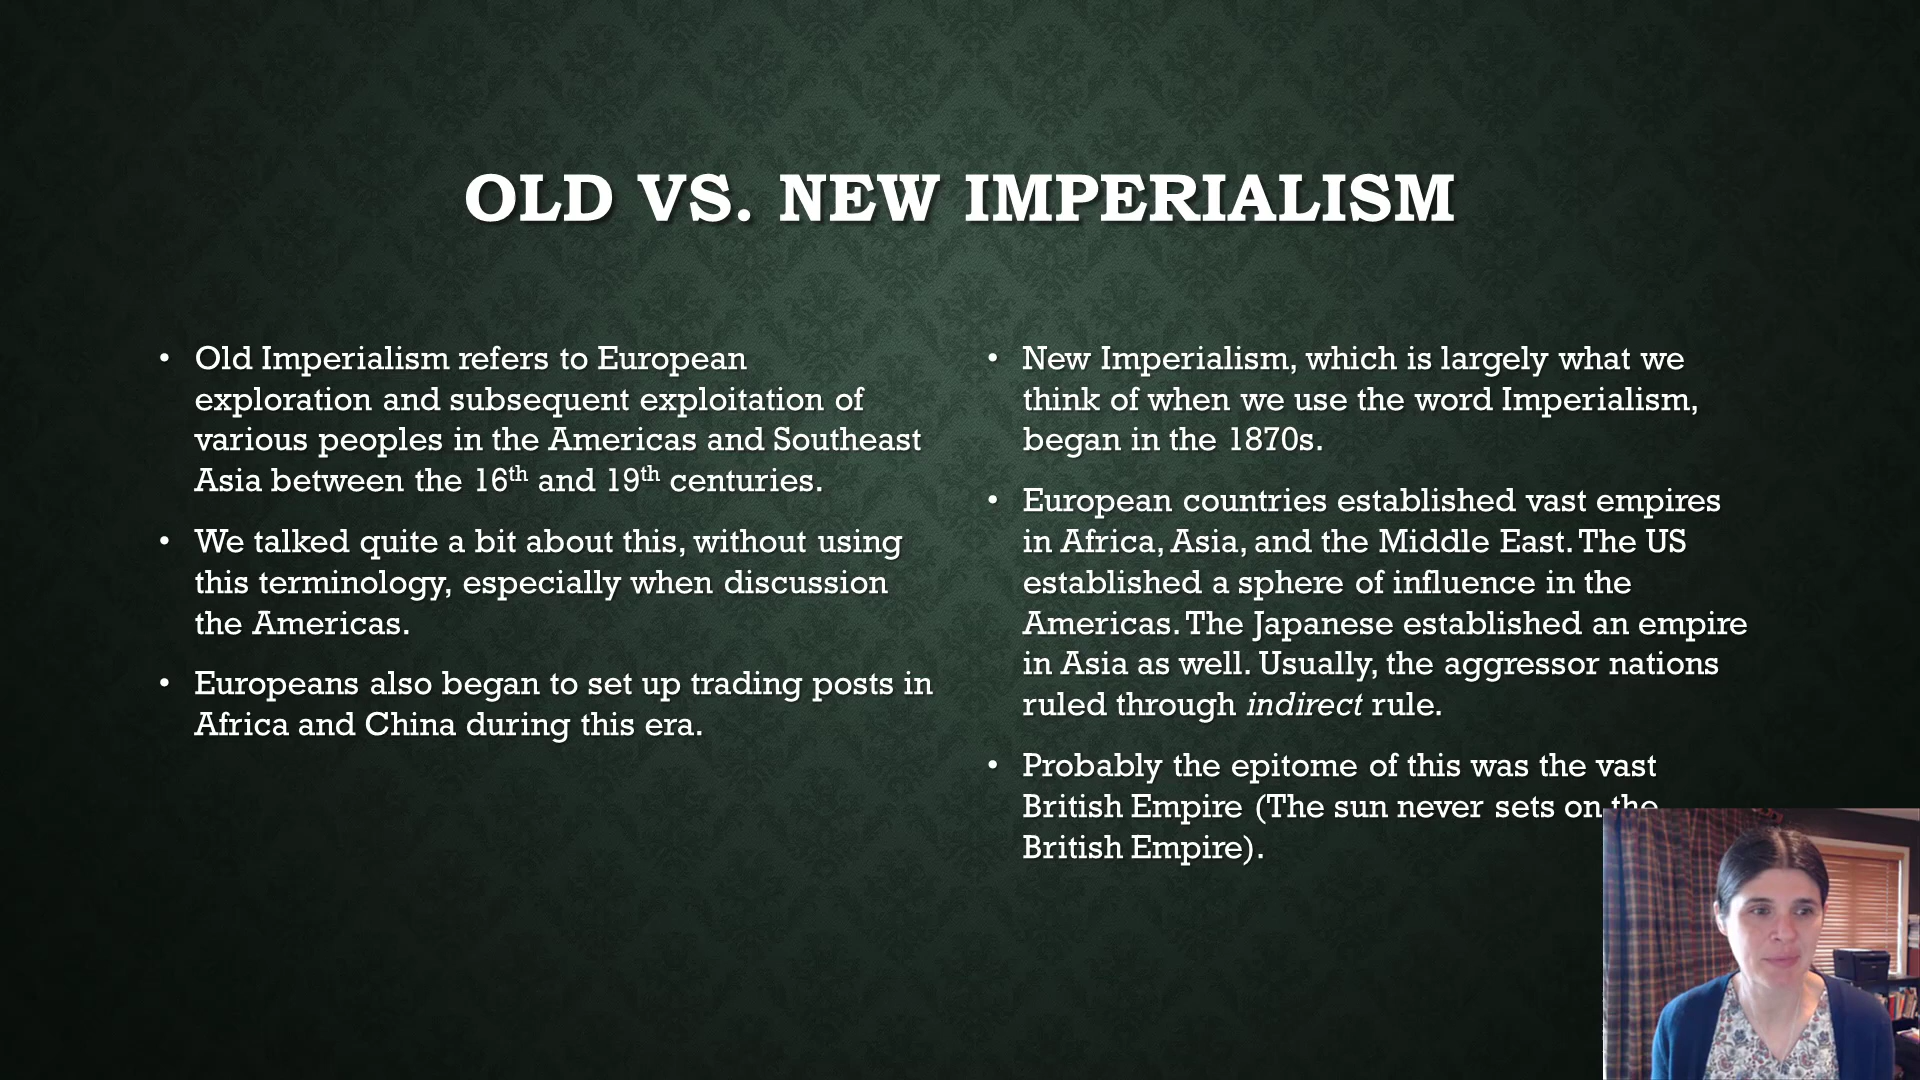 OLD VS. NEW IMPERIALISM
• Old Imperialism refers to European
exploration and subsequent exploitation of
various peoples in the Americas and Southeast
Asia between the 16th and 19th centuries.
• We talked quite a bit about this, without using
this terminology, especially when discussion
the Americas.
• Europeans also began to set up trading posts in
Africa and China during this era.
• New Imperialism, which is largely what we
think of when we use the word Imperialism,
began in the 1870s.
• European countries established vast empires
in Africa, Asia, and the Middle East. The US
established a sphere of influence in the
Americas. The Japanese established an empire
in Asia as well. Usually, the aggressor nations
ruled through indirect rule.
• Probably the epitome of this was the vast
British Empire (The sun never sets on the
British Empire).